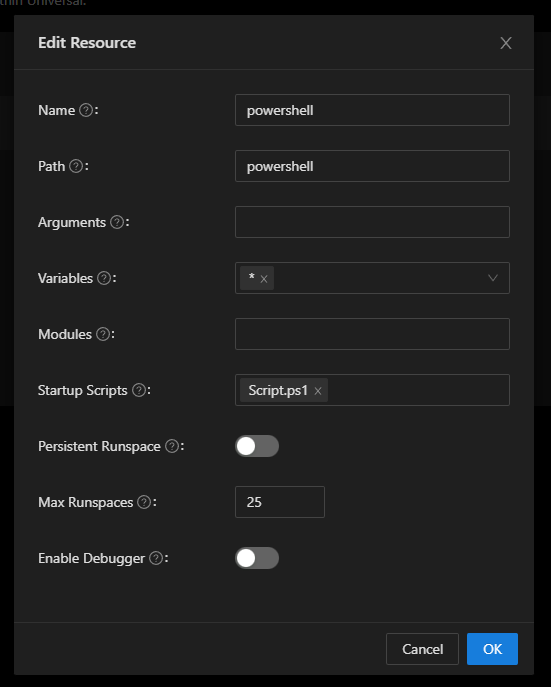 thin Universal.
Edit Resource
Name ? :
powershell
Path ? :
powershell
Arguments ? :
Variables ? :
*
Modules ? :
Startup Scripts ? :
Script.ps1
Persistent Runspace ? :
Max Runspaces ? :
25
Enable Debugger ? :
Cancel
OK